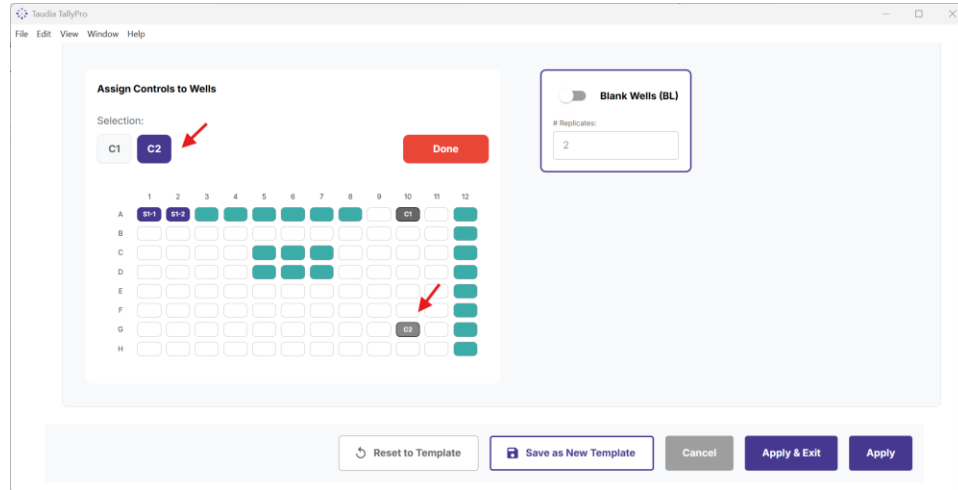 Taudia TallyPro
File Edit View Window Help
Assign Controls to Wells
Selection:
C1 C2
Done
1 2 3 4 5 6 7 8 9 10 11 12
A S1-1 S1-2 C1
B
C
D
E
F
G C2
H
Blank Wells (BL)
# Replicates:
2
Reset to Template
Save as New Template
Cancel
Apply & Exit
Apply